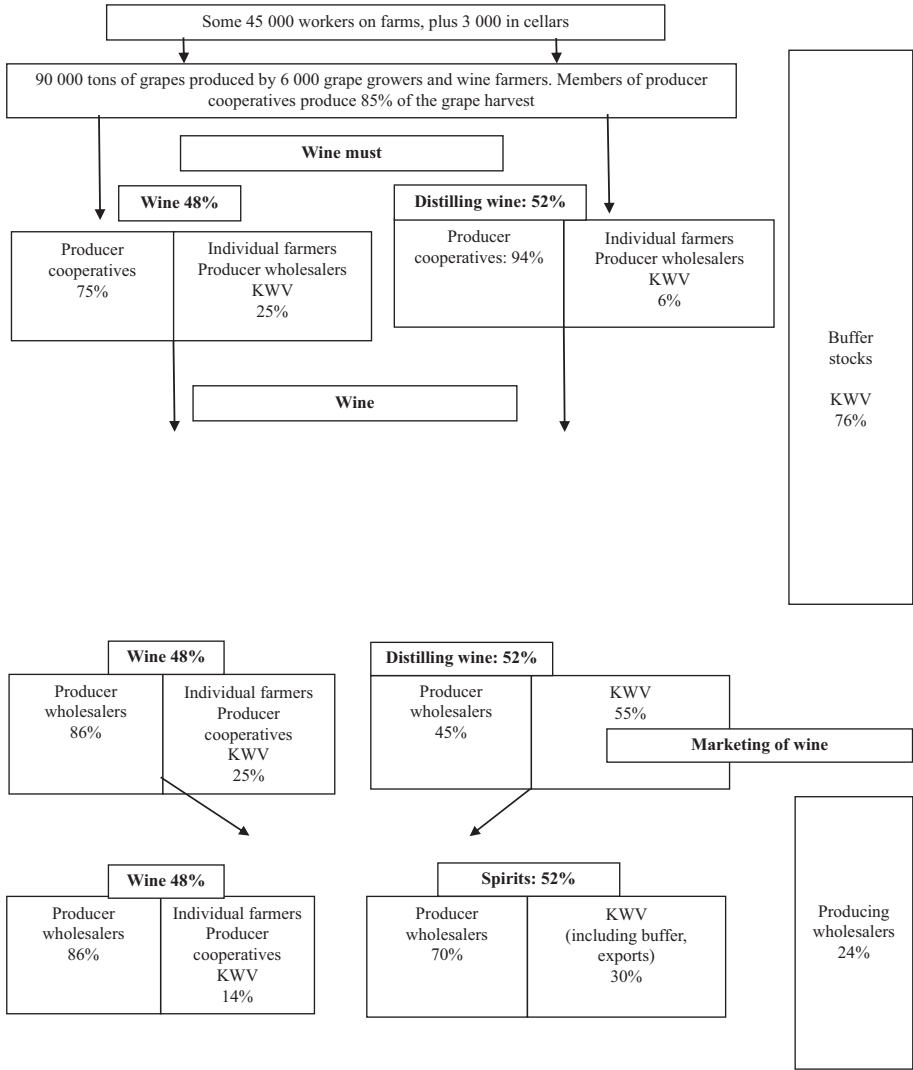 Some 45 000 workers on farms, plus 3 000 in cellars
90 000 tons of grapes produced by 6 000 grape growers and wine farmers. Members of producer
cooperatives produce 85% of the grape harvest
Wine must
Wine 48%
Producer
cooperatives
75%
Individual farmers
Producer wholesalers
KWV
25%
Distilling wine: 52%
Producer
cooperatives: 94%
Individual farmers
Producer wholesalers
KWV
6%
Buffer
stocks
KWV
76%
Wine
Wine 48%
Producer
wholesalers
86%
Individual farmers
Producer
cooperatives
KWV
25%
Distilling wine: 52%
Producer
wholesalers
45%
KWV
55%
Marketing of wine
Wine 48%
Producer
wholesalers
86%
Individual farmers
Producer
cooperatives
KWV
14%
Spirits: 52%
Producer
wholesalers
70%
KWV
(including buffer,
exports)
30%
Producing
wholesalers
24%